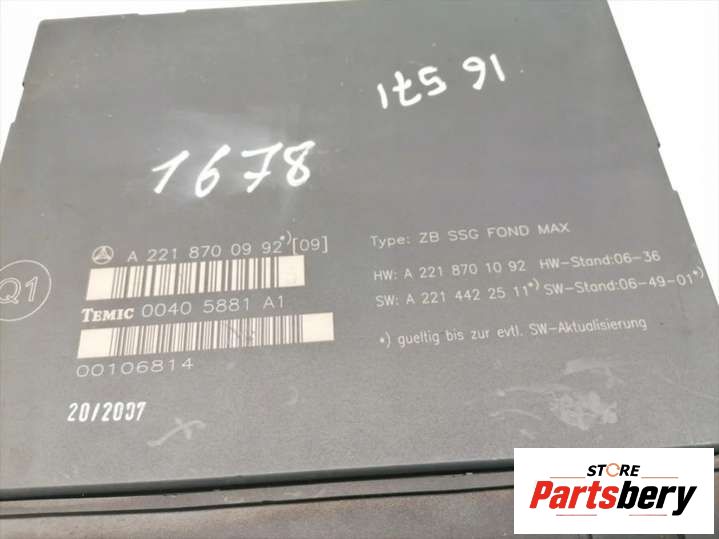 16 571
1678
A 221 870 09 92*)[09]
TEMIC 0040 5881 A1
00106814
20/2007
Q1
Type: ZB SSG FOND MAX
HW: A 221 870 10 92 HW-Stand:06-36
SW: A 221 442 25 11*) SW-Stand:06-49-01*)
*) gueltig bis zur evtl. SW-Aktualisierung
STORE
Partsbery